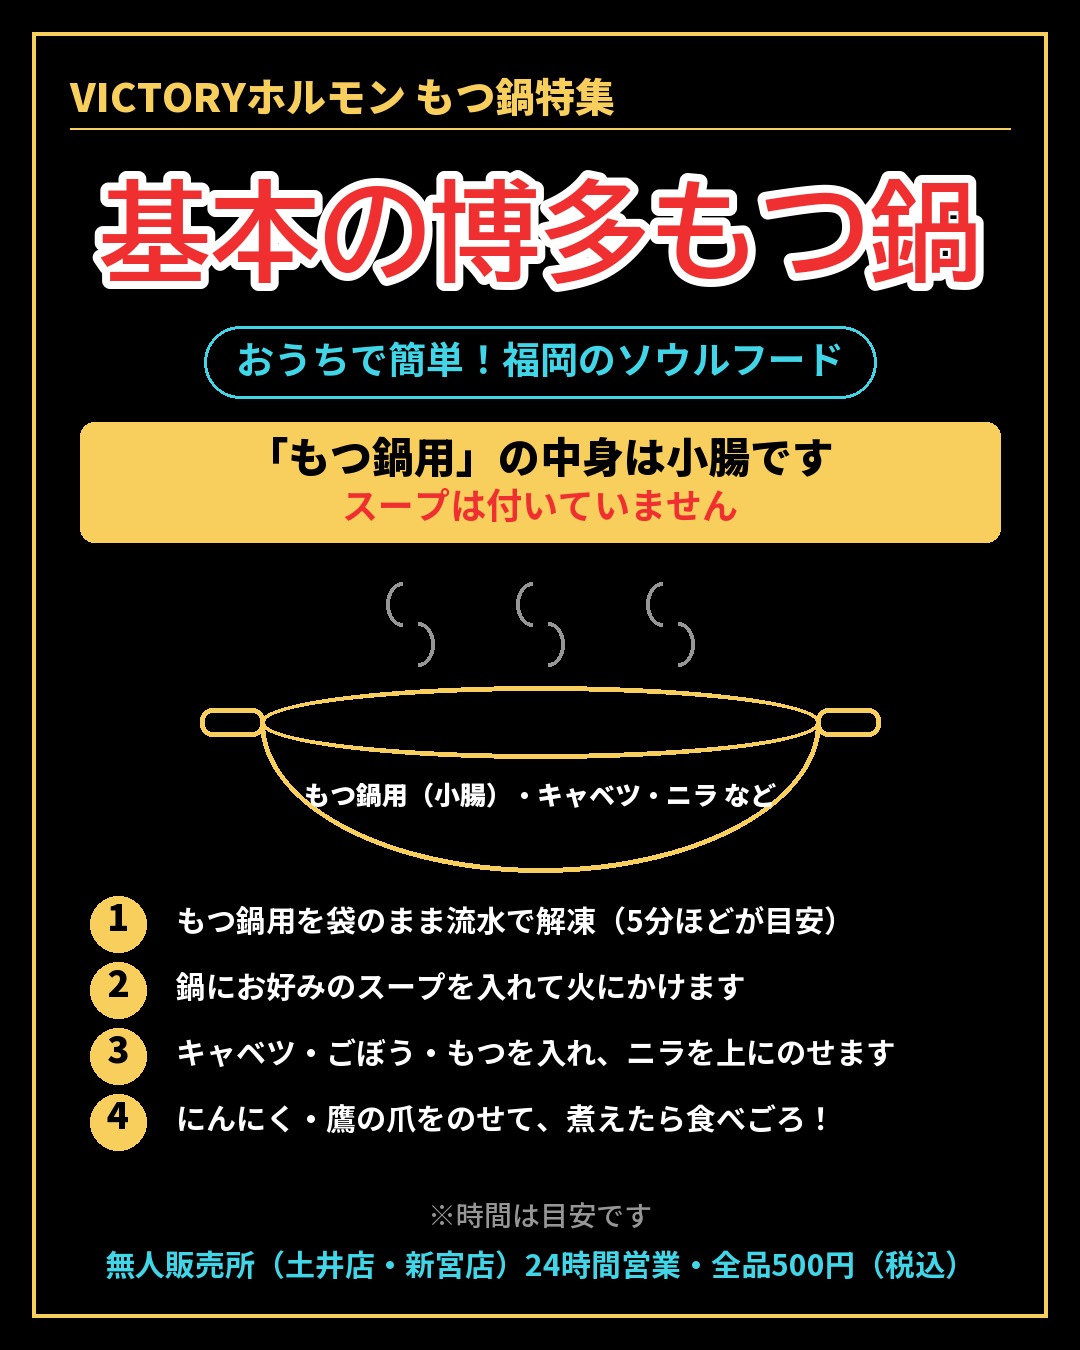 VICTORYホルモン もつ鍋特集
基本の博多もつ鍋
おうちで簡単！福岡のソウルフード
「もつ鍋用」の中身は小腸です
スープは付いていません
もつ鍋用（小腸）・キャベツ・ニラ など
1 もつ鍋用を袋のまま流水で解凍（5分ほどが目安）
2 鍋にお好みのスープを入れて火にかけます
3 キャベツ・ごぼう・もつを入れ、ニラを上にのせます
4 にんにく・鷹の爪をのせて、煮えたら食べごろ！
※時間は目安です
無人販売所（土井店・新宮店）24時間営業・全品500円（税込）